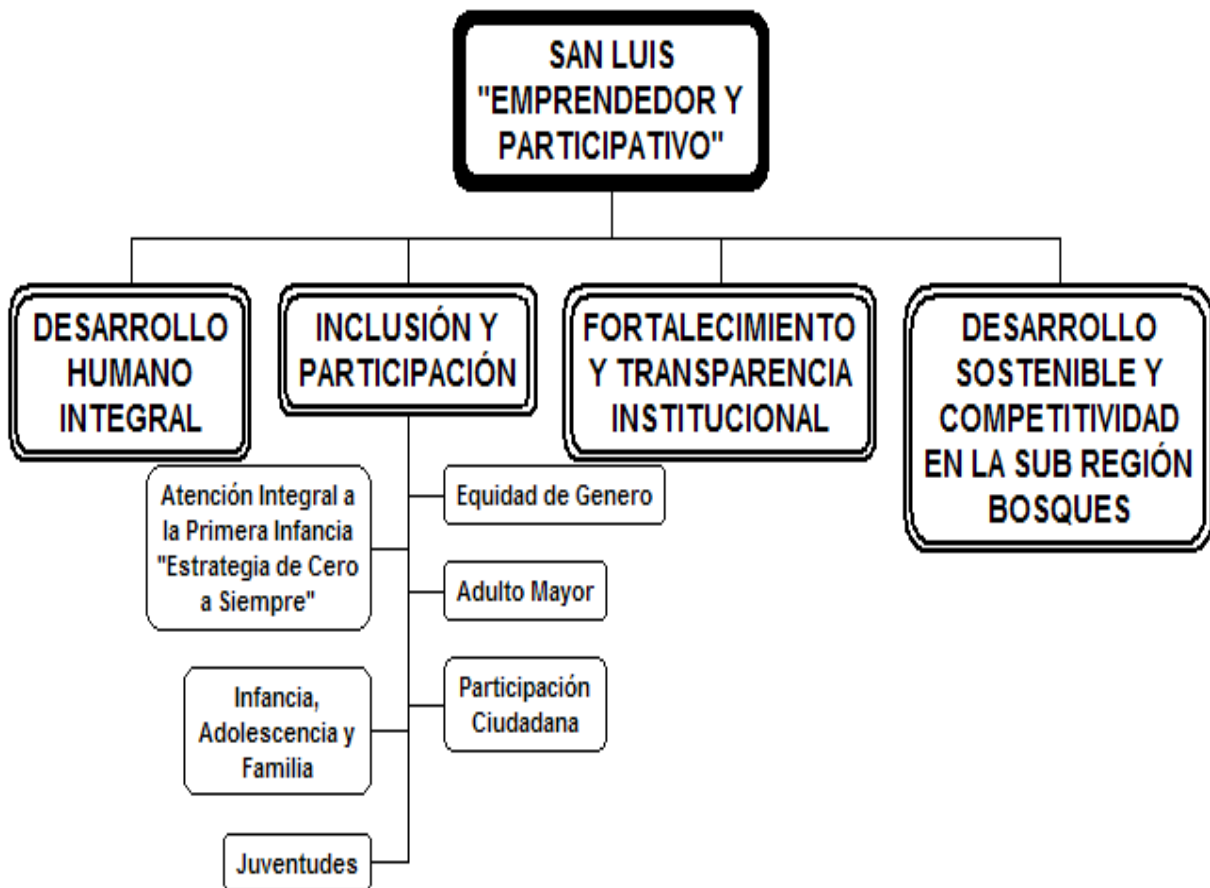 SAN LUIS
"EMPRENDEDOR Y
PARTICIPATIVO"
DESARROLLO
HUMANO
INTEGRAL
INCLUSIÓN Y
PARTICIPACIÓN
FORTALECIMIENTO
Y TRANSPARENCIA
INSTITUCIONAL
DESARROLLO
SOSTENIBLE Y
COMPETITIVIDAD
EN LA SUB REGIÓN
BOSQUES
Atención Integral a
la Primera Infancia
"Estrategia de Cero
a Siempre"
Equidad de Genero
Adulto Mayor
Infancia,
Adolescencia y
Familia
Participación
Ciudadana
Juventudes